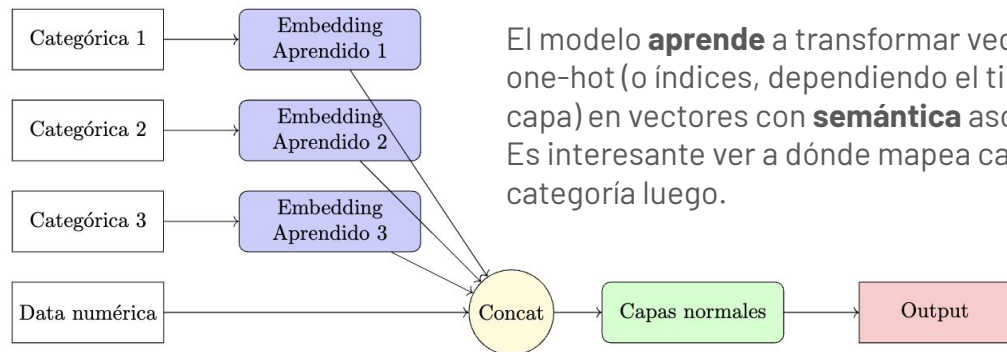 Categórica 1
Embedding
Aprendido 1
Categórica 2
Embedding
Aprendido 2
Categórica 3
Embedding
Aprendido 3
Data numérica
Concat
Capas normales
Output
El modelo aprende a transformar
one-hot (o índices, dependiendo el
capa) en vectores con semántica
Es interesante ver a dónde mapea
categoría luego.